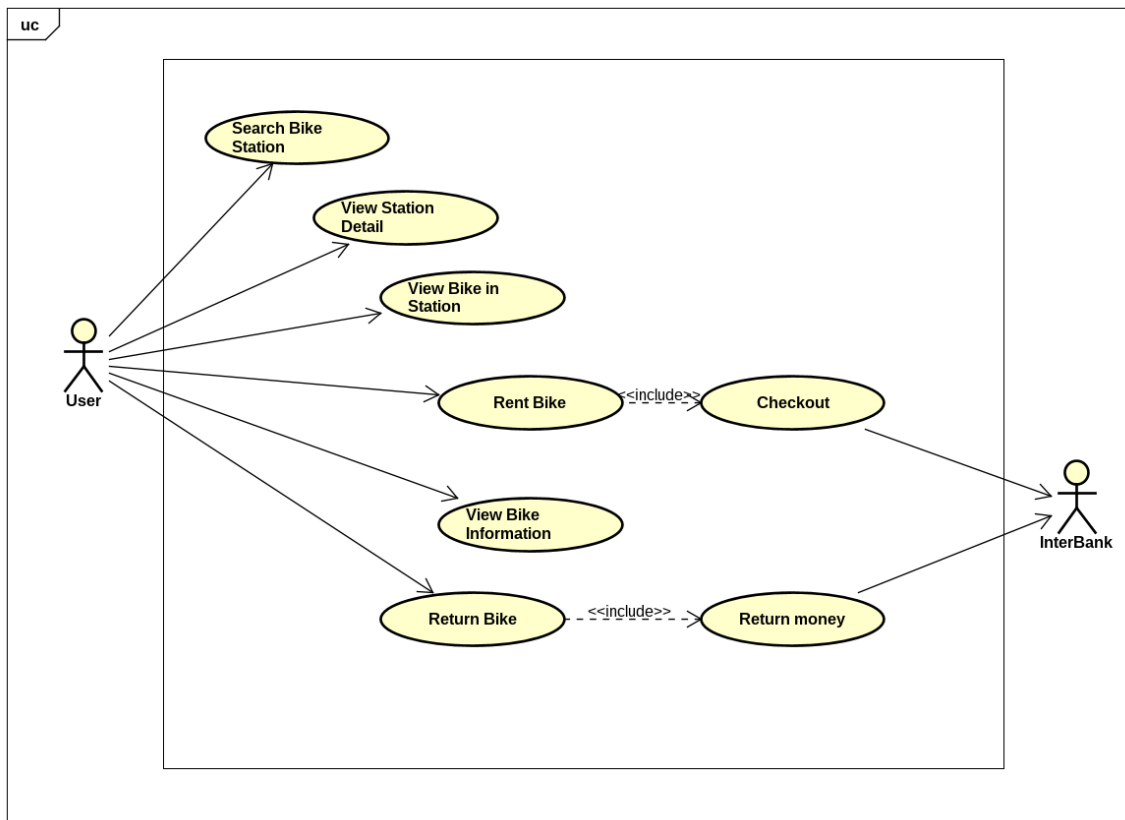 uc
Search Bike
Station
View Station
Detail
View Bike in
Station
User
Rent Bike
<<include>>
Checkout
View Bike
Information
InterBank
Return Bike
<<include>>
Return money